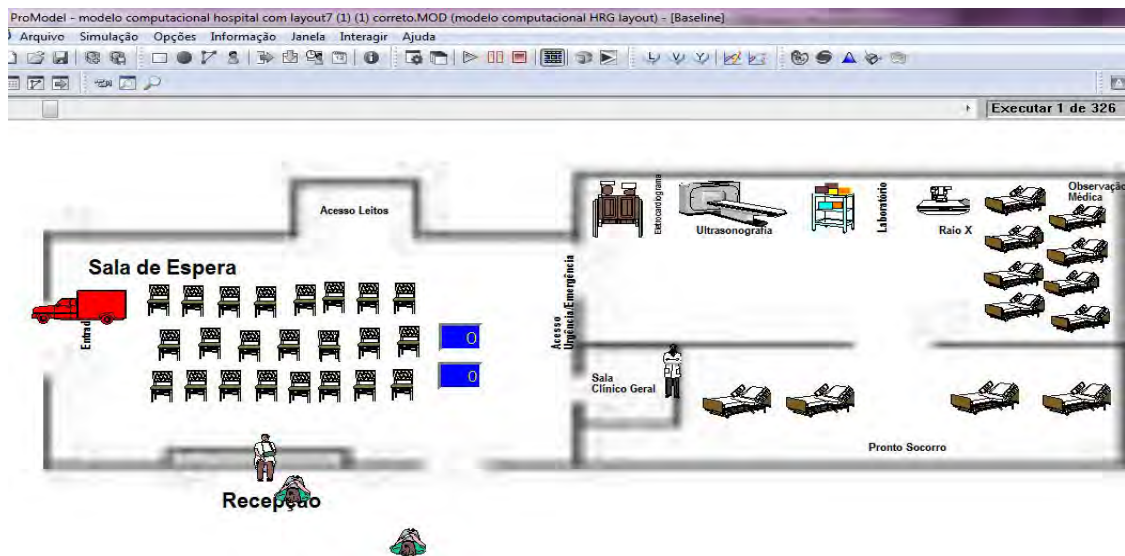 ProModel - modelo computacional hospital com layout7 (1) (1) correto.MOD (modelo computacional HRG layout) - [Baseline]
Arquivo Simulação Opções Informação Janela Interagir Ajuda
Executar 1 de 326
Acesso Leitos
Sala de Espera
Entrad
0
0
Acesso
Urgência/Emergência
Eletrocardiograma
Ultrasonografia
Laboratório
Raio X
Observação
Médica
Sala
Clínico Geral
Pronto Socorro
Recepção